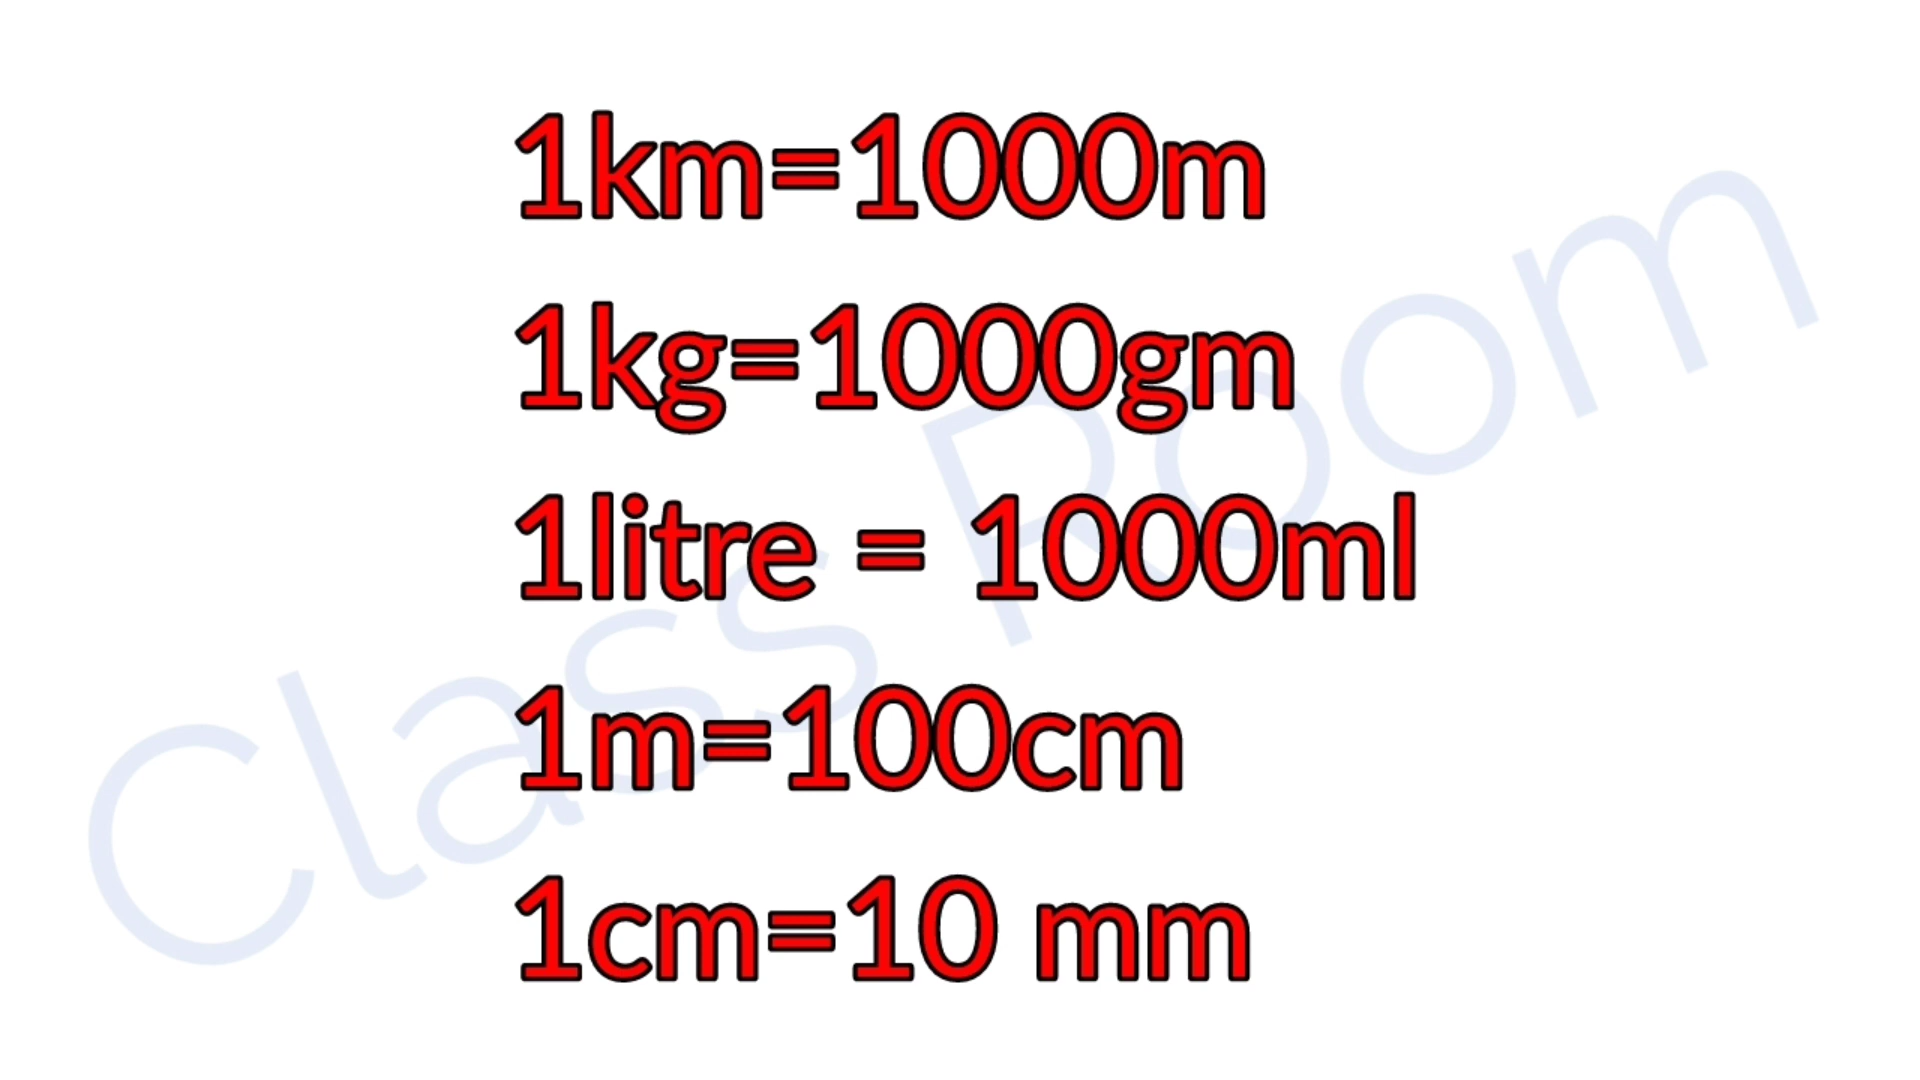 1km=1000m
1kg=1000gm
1litre = 1000ml
1m=100cm
1cm=10 mm
Class Room